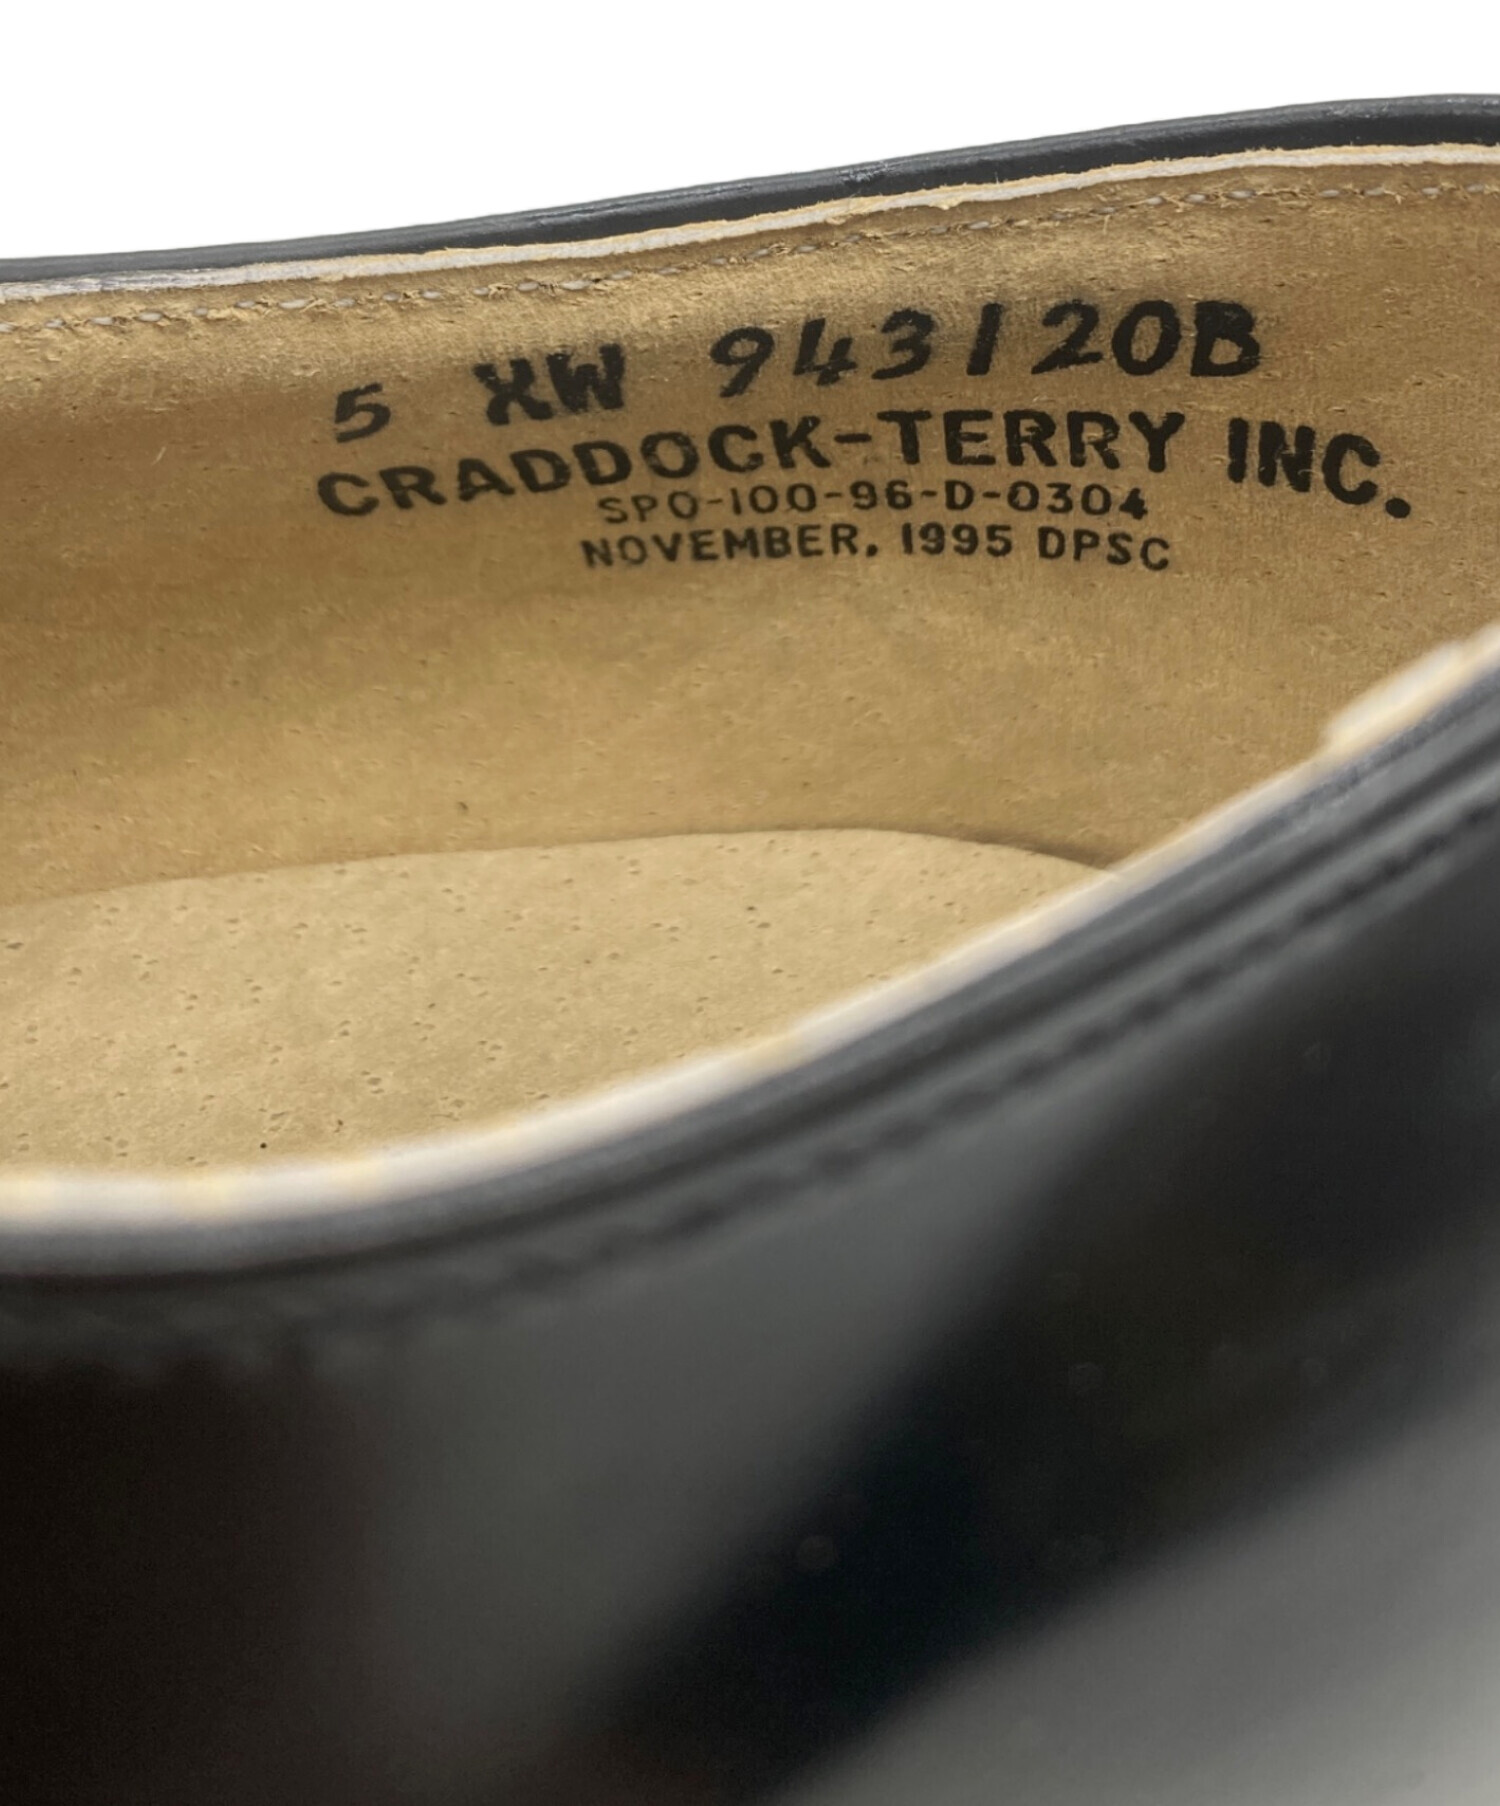 5 XW 943120B
CRADDOCK-TERRY INC.
SPO-100-96-D-0304
NOVEMBER, 1995 DPSC